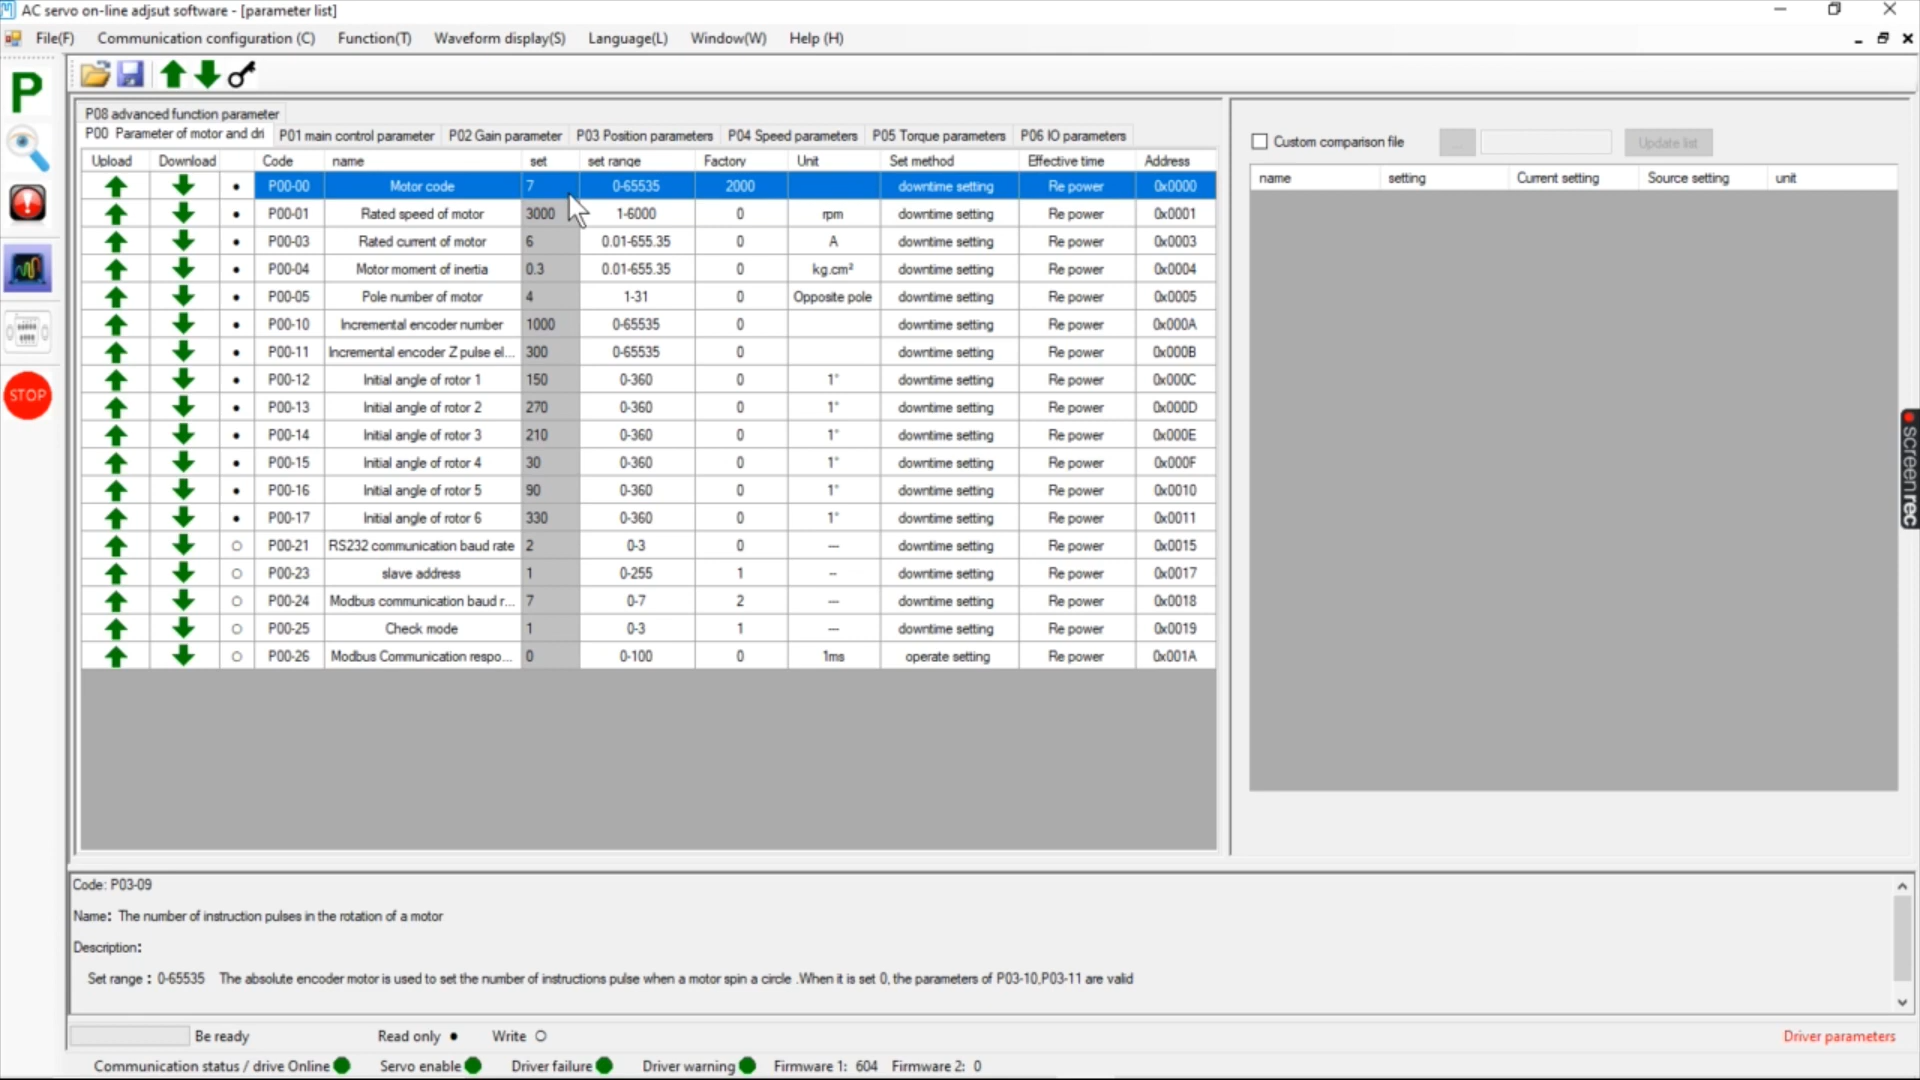 AC servo on-line adjsut software - [parameter list]
File(F) Communication configuration (C) Function(T) Waveform display(S) Language(L) Window(W) Help (H)
P
STOP
P08 advanced function parameter
P00 Parameter of motor and dri P01 main control parameter P02 Gain parameter P03 Position parameters P04 Speed parameters P05 Torque parameters P06 IO parameters
Upload Download Code name set set range Factory Unit Set method Effective time Address
P00-00 Motor code 7 0-65535 2000 downtime setting Re power 0x0000
P00-01 Rated speed of motor 3000 1-6000 0 rpm downtime setting Re power 0x0001
P00-03 Rated current of motor 6 0.01-655.35 0 A downtime setting Re power 0x0003
P00-04 Motor moment of inertia 0.3 0.01-655.35 0 kg.cm² downtime setting Re power 0x0004
P00-05 Pole number of motor 4 1-31 0 Opposite pole downtime setting Re power 0x0005
P00-10 Incremental encoder number 1000 0-65535 0 downtime setting Re power 0x000A
P00-11 Incremental encoder Z pulse el... 300 0-65535 0 downtime setting Re power 0x000B
P00-12 Initial angle of rotor 1 150 0-360 0 1° downtime setting Re power 0x000C
P00-13 Initial angle of rotor 2 270 0-360 0 1° downtime setting Re power 0x000D
P00-14 Initial angle of rotor 3 210 0-360 0 1° downtime setting Re power 0x000E
P00-15 Initial angle of rotor 4 30 0-360 0 1° downtime setting Re power 0x000F
P00-16 Initial angle of rotor 5 90 0-360 0 1° downtime setting Re power 0x0010
P00-17 Initial angle of rotor 6 330 0-360 0 1° downtime setting Re power 0x0011
P00-21 RS232 communication baud rate 2 0-3 0 --- downtime setting Re power 0x0015
P00-23 slave address 1 0-255 1 -- downtime setting Re power 0x0017
P00-24 Modbus communication baud r... 7 0-7 2 --- downtime setting Re power 0x0018
P00-25 Check mode 1 0-3 1 --- downtime setting Re power 0x0019
P00-26 Modbus Communication respo... 0 0-100 0 1ms operate setting Re power 0x001A
Custom comparison file ... Update list
name setting Current setting Source setting unit
screenrec
Code: P03-09
Name: The number of instruction pulses in the rotation of a motor
Description:
Set range : 0-65535 The absolute encoder motor is used to set the number of instructions pulse when a motor spin a circle .When it is set 0, the parameters of P03-10,P03-11 are valid
Be ready Read only ● Write ○ Driver parameters
Communication status / drive Online Servo enable Driver failure Driver warning Firmware 1: 604 Firmware 2: 0